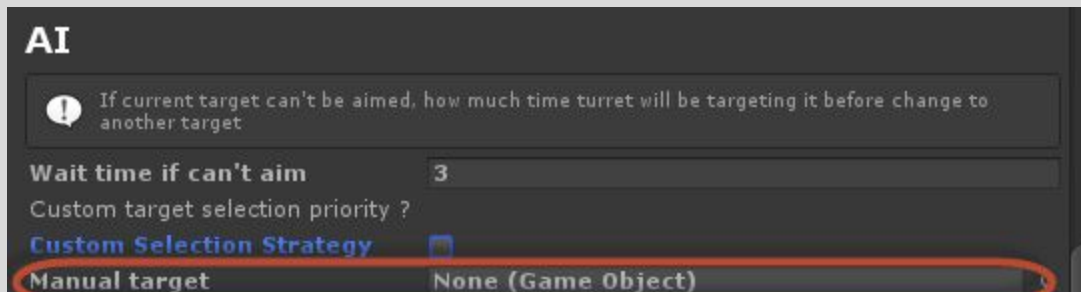 AI
If current target can't be aimed, how much time turret will be targeting it before change to
another target
Wait time if can't aim 3
Custom target selection priority ?
Custom Selection Strategy
Manual target None (Game Object)